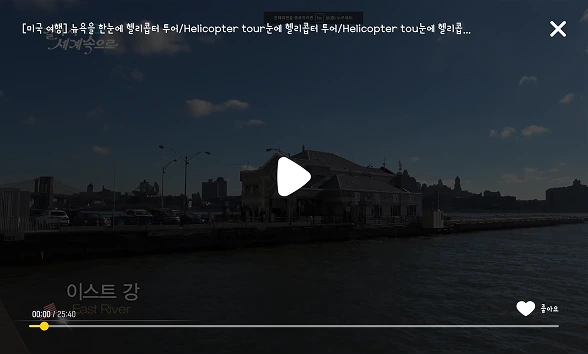 [미국 여행] 뉴욕을 한눈에 헬리콥터 투어/Helicopter tour눈에 헬리콥터 투어/Helicopter tou눈에 헬리콥...
세계속으로
이스트 강
East River
00:00 / 25:40
좋아요